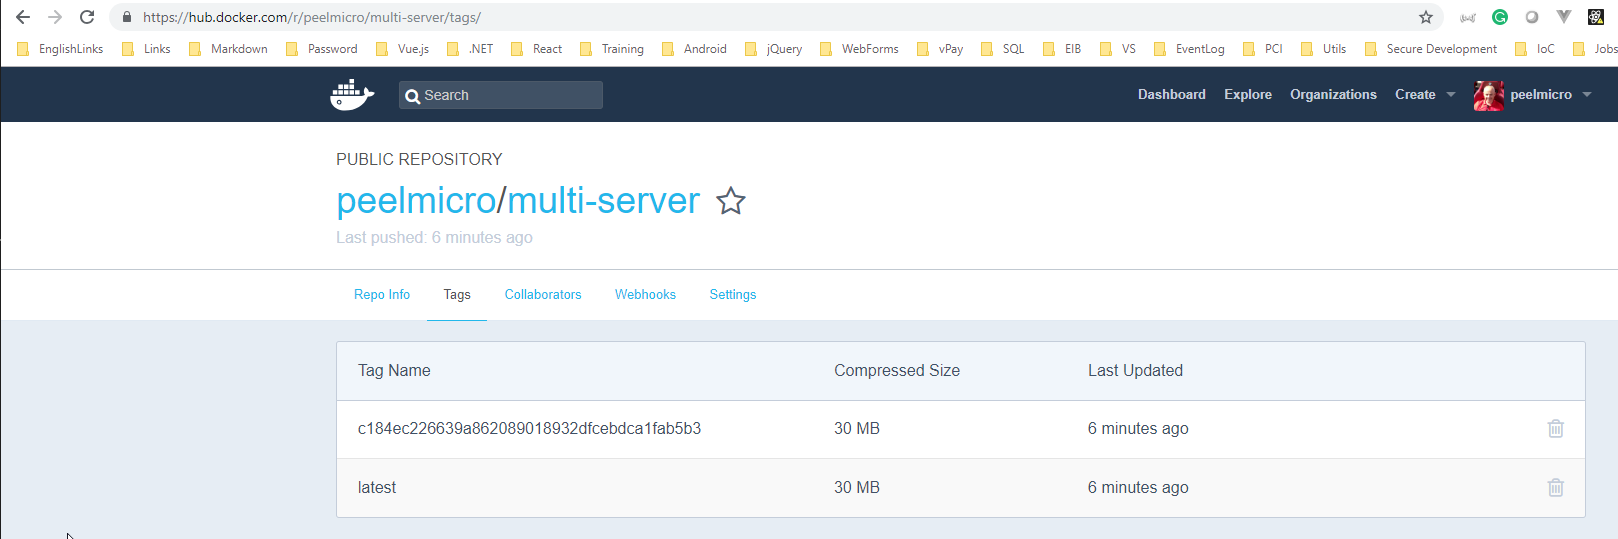 https://hub.docker.com/r/peelmicro/multi-server/tags/
EnglishLinks Links Markdown Password Vue.js .NET React Training Android jQuery WebForms vPay SQL EIB VS EventLog PCI Utils Secure Development IoC Jobs
Search Dashboard Explore Organizations Create peelmicro
PUBLIC REPOSITORY
peelmicro/multi-server
Last pushed: 6 minutes ago
Repo Info Tags Collaborators Webhooks Settings
Tag Name Compressed Size Last Updated
c184ec226639a862089018932dfcebdca1fab5b3 30 MB 6 minutes ago
latest 30 MB 6 minutes ago